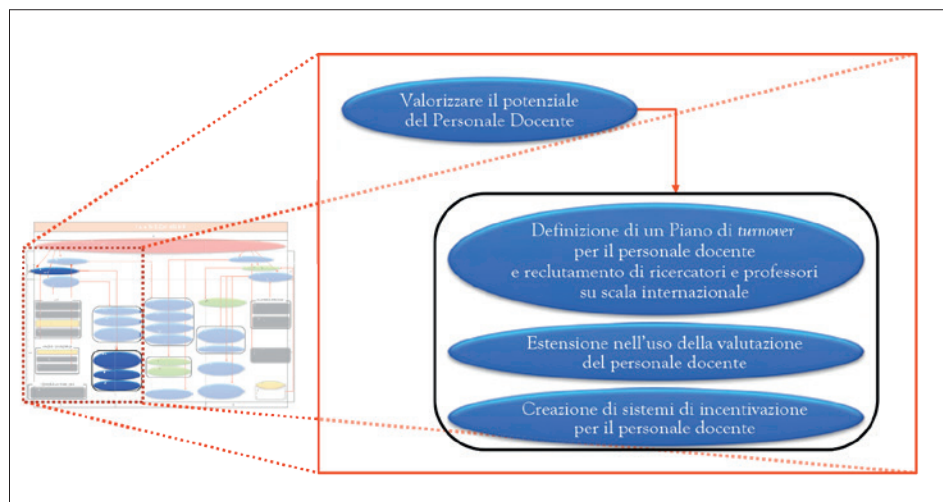 Valorizzare il potenziale
del Personale Docente
Definizione di un Piano di turnover
per il personale docente
e reclutamento di ricercatori e professori
su scala internazionale
Estensione nell'uso della valutazione
del personale docente
Creazione di sistemi di incentivazione
per il personale docente